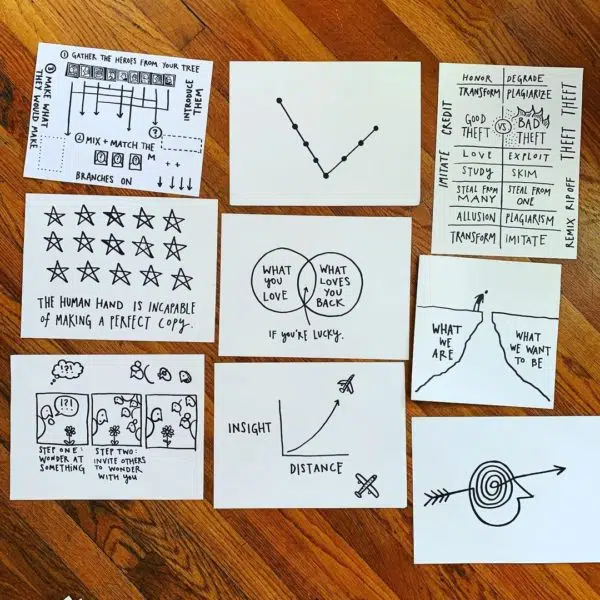 ① GATHER THE HEROES FROM YOUR TREE
INTRODUCE
THEM
?
② MIX + MATCH THE M
BRANCHES ON
③ MAKE WHAT
THEY WOULD MAKE
HONOR DEGRADE
TRANSFORM PLAGIARIZE
GOOD THEFT VS BAD THEFT
LOVE EXPLOIT
STUDY SKIM
STEAL FROM MANY STEAL FROM ONE
ALLUSION PLAGIARISM
TRANSFORM IMITATE
IMITATE CREDIT
REMIX RIP OFF THEFT THEFT
THE HUMAN HAND IS INCAPABLE
of MAKING A PERFECT COPY.
WHAT
YOU
LOVE
WHAT
LOVES
YOU
BACK
IF YOU'RE LUCKY.
WHAT
WE
ARE
WHAT
WE WANT
TO BE
!?!
!?!
STEP ONE:
WONDER AT
SOMETHING
STEP TWO:
INVITE OTHERS
TO WONDER
WITH YOU
INSIGHT
DISTANCE